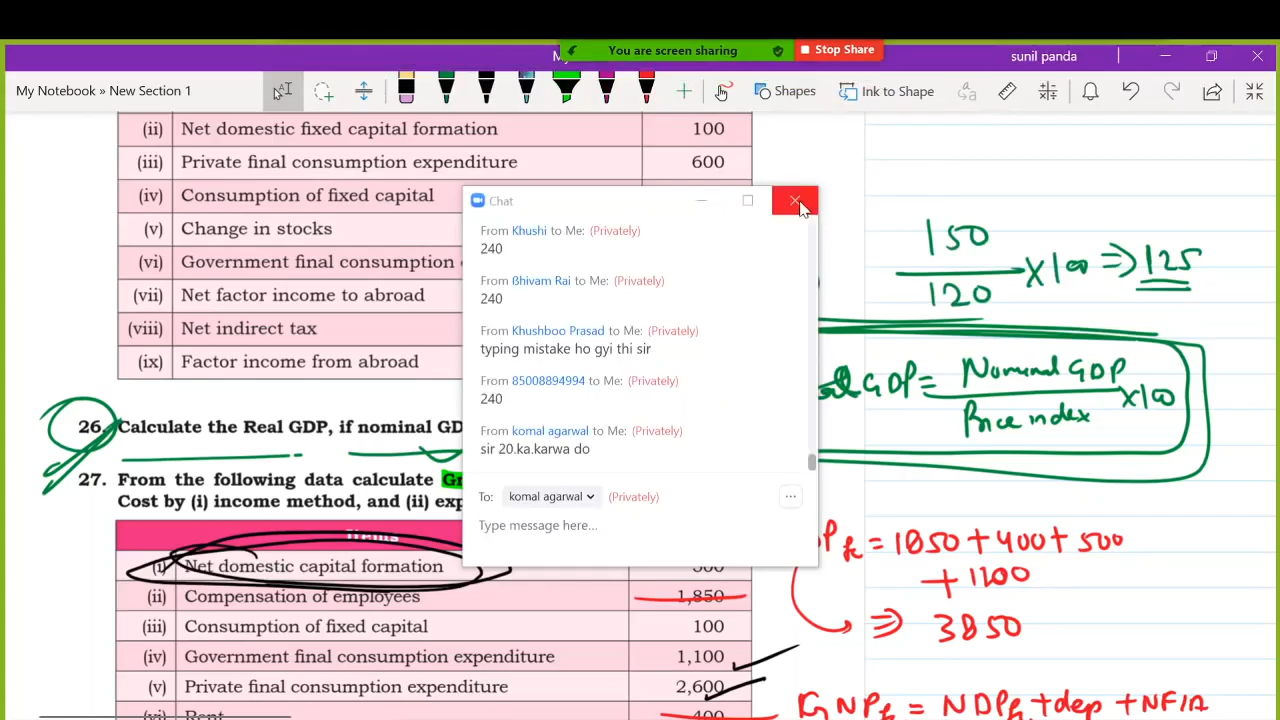 You are screen sharing
Stop Share
sunil panda
My Notebook » New Section 1
Shapes
Ink to Shape
(ii) Net domestic fixed capital formation 100
(iii) Private final consumption expenditure 600
(iv) Consumption of fixed capital
(v) Change in stocks
(vi) Government final consumption
(vii) Net factor income to abroad
(viii) Net indirect tax
(ix) Factor income from abroad
26. Calculate the Real GDP, if nominal GD
27. From the following data calculate
Cost by (i) income method, and (ii) exp
Items
(i) Net domestic capital formation
(ii) Compensation of employees 1,850
(iii) Consumption of fixed capital 100
(iv) Government final consumption expenditure 1,100
(v) Private final consumption expenditure 2,600
(vi) Rent 400
Chat
From Khushi to Me: (Privately)
240
From ßhivam Rai to Me: (Privately)
240
From Khushboo Prasad to Me: (Privately)
typing mistake ho gyi thi sir
From 85008894994 to Me: (Privately)
240
From komal agarwal to Me: (Privately)
sir 20.ka.karwa do
To: komal agarwal (Privately)
Type message here...
150
120
×100 ⇒ 125
GDP = Nominal GDP
Price index
×100
= 1850 + 400 + 500
+ 1100
⇒ 3850
GNPfc = NDPfc + dep + NFIA